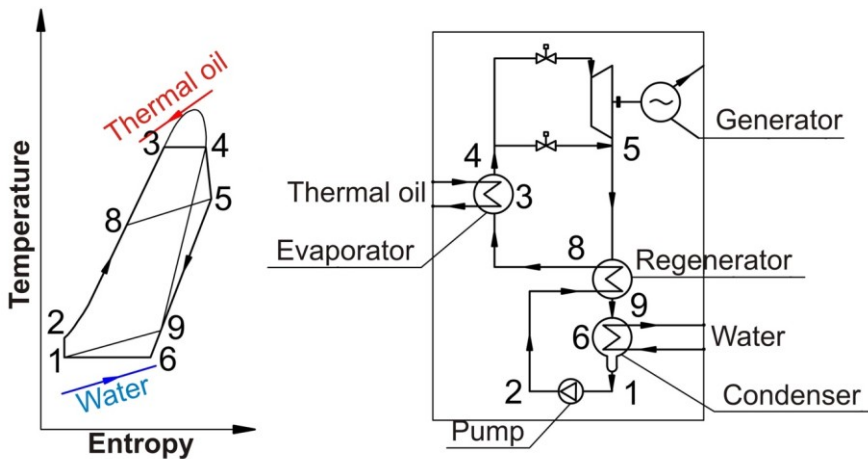 Temperature
Entropy
Thermal oil
3
4
8
5
2
9
1
6
Water
Generator
4
5
Thermal oil
3
Evaporator
8
Regenerator
9
6
Water
2
1
Condenser
Pump